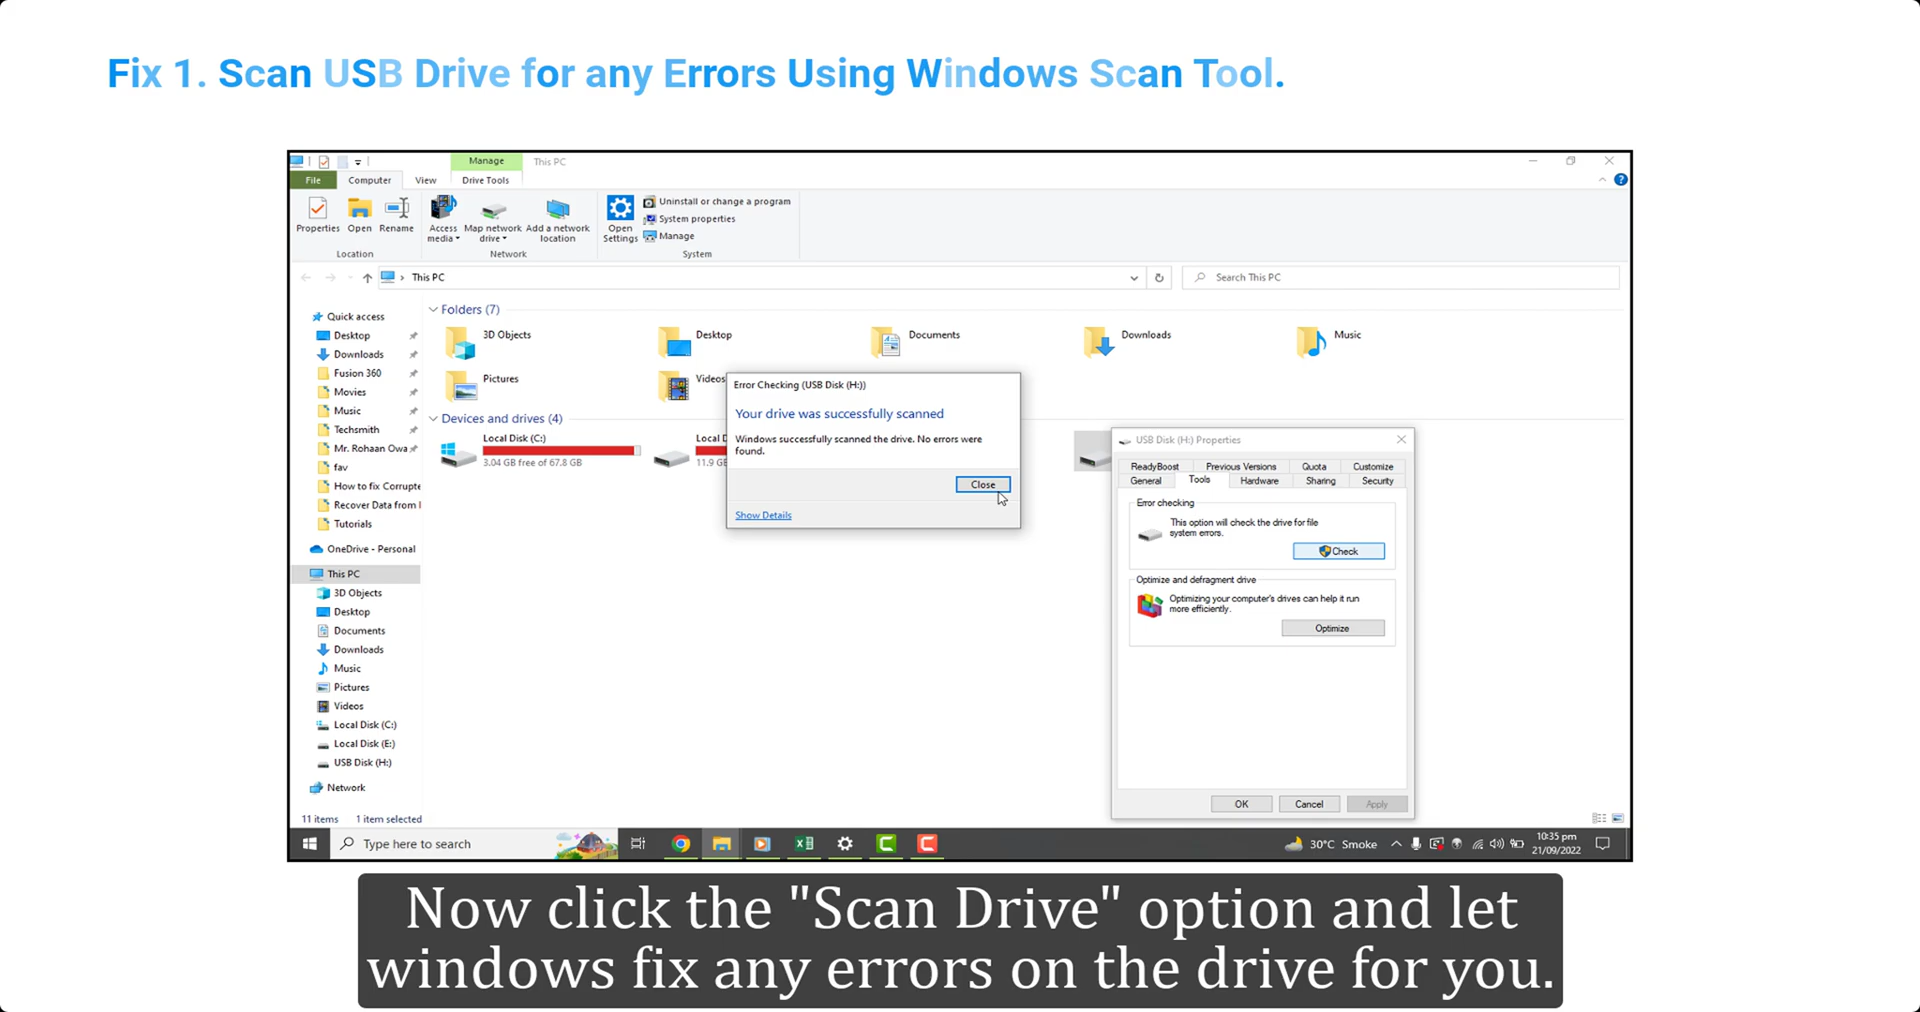 Fix 1. Scan USB Drive for any Errors Using Windows Scan Tool.
Manage
This PC
File
Computer
View
Drive Tools
Properties
Open
Rename
Access media
Map network drive
Add a network location
Open Settings
Uninstall or change a program
System properties
Manage
Location
Network
System
This PC
Search This PC
Quick access
Desktop
Downloads
Fusion 360
Movies
Music
Techsmith
Mr. Rohaan Owa
fav
How to fix Corrupte
Recover Data from
Tutorials
OneDrive - Personal
This PC
3D Objects
Desktop
Documents
Downloads
Music
Pictures
Videos
Local Disk (C:)
Local Disk (E:)
USB Disk (H:)
Network
Folders (7)
3D Objects
Desktop
Documents
Downloads
Music
Pictures
Videos
Devices and drives (4)
Local Disk (C:)
3.04 GB free of 67.8 GB
Local D
11.9 GB
Error Checking (USB Disk (H:))
Your drive was successfully scanned
Windows successfully scanned the drive. No errors were
found.
Close
Show Details
USB Disk (H:) Properties
ReadyBoost
Previous Versions
Quota
Customize
General
Tools
Hardware
Sharing
Security
Error checking
This option will check the drive for file
system errors.
Check
Optimize and defragment drive
Optimizing your computer's drives can help it run
more efficiently.
Optimize
OK
Cancel
Apply
11 items
1 item selected
Type here to search
30°C Smoke
10:35 pm
21/09/2022
Now click the "Scan Drive" option and let
windows fix any errors on the drive for you.